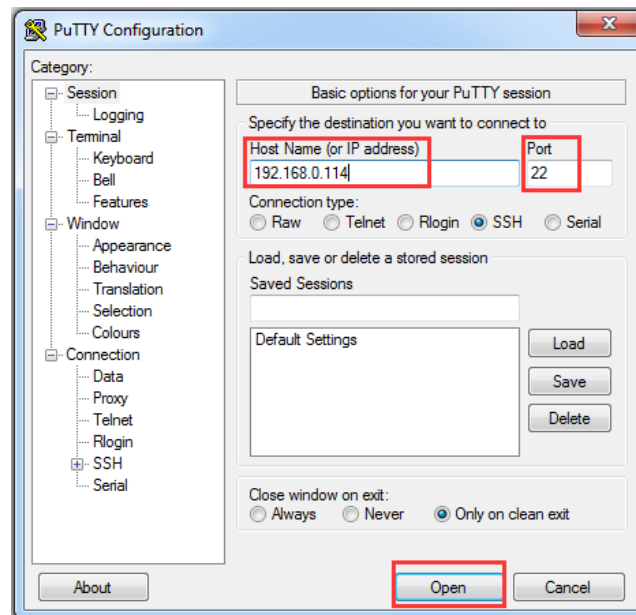 PuTTY Configuration
Category:
Session
Logging
Terminal
Keyboard
Bell
Features
Window
Appearance
Behaviour
Translation
Selection
Colours
Connection
Data
Proxy
Telnet
Rlogin
SSH
Serial
Basic options for your PuTTY session
Specify the destination you want to connect to
Host Name (or IP address) Port
192.168.0.114 22
Connection type:
Raw Telnet Rlogin SSH Serial
Load, save or delete a stored session
Saved Sessions
Default Settings
Load
Save
Delete
Close window on exit:
Always Never Only on clean exit
About Open Cancel